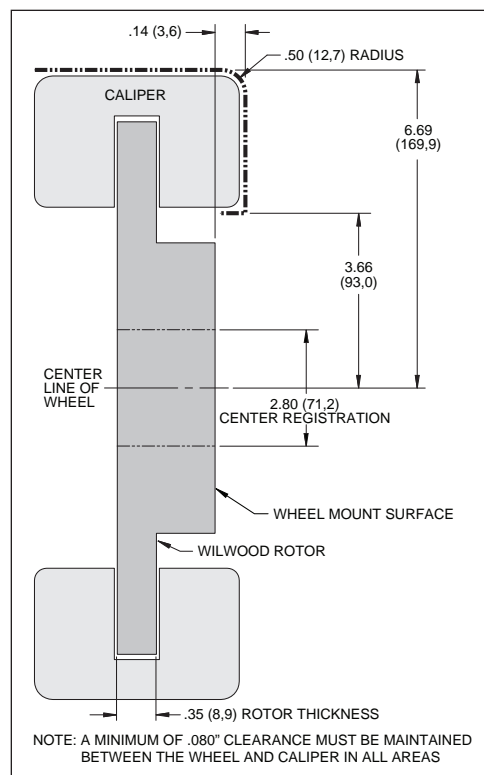 .14 (3,6)
.50 (12,7) RADIUS
CALIPER
6.69
(169,9)
3.66
(93,0)
CENTER
LINE OF
WHEEL
2.80 (71,2)
CENTER REGISTRATION
WHEEL MOUNT SURFACE
WILWOOD ROTOR
.35 (8,9) ROTOR THICKNESS
NOTE: A MINIMUM OF .080" CLEARANCE MUST BE MAINTAINED
BETWEEN THE WHEEL AND CALIPER IN ALL AREAS